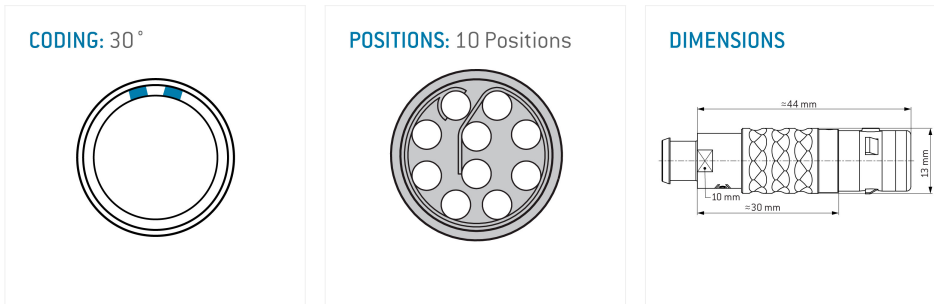 CODING: 30°
POSITIONS: 10 Positions
DIMENSIONS
≈44 mm
13 mm
10 mm
≈30 mm